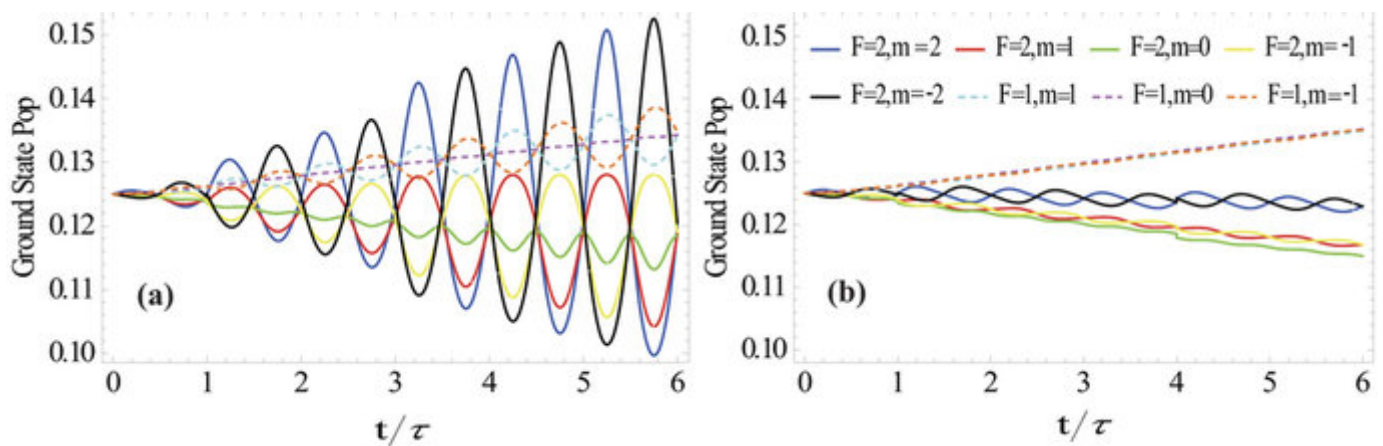 0.15
0.14
0.13
0.12
0.11
0.10
Ground State Pop
(a)
0 1 2 3 4 5 6
t/τ
0.15
0.14
0.13
0.12
0.11
0.10
Ground State Pop
F=2,m=2 F=2,m=1 F=2,m=0 F=2,m=-1
F=2,m=-2 F=1,m=1 F=1,m=0 F=1,m=-1
(b)
0 1 2 3 4 5 6
t/τ